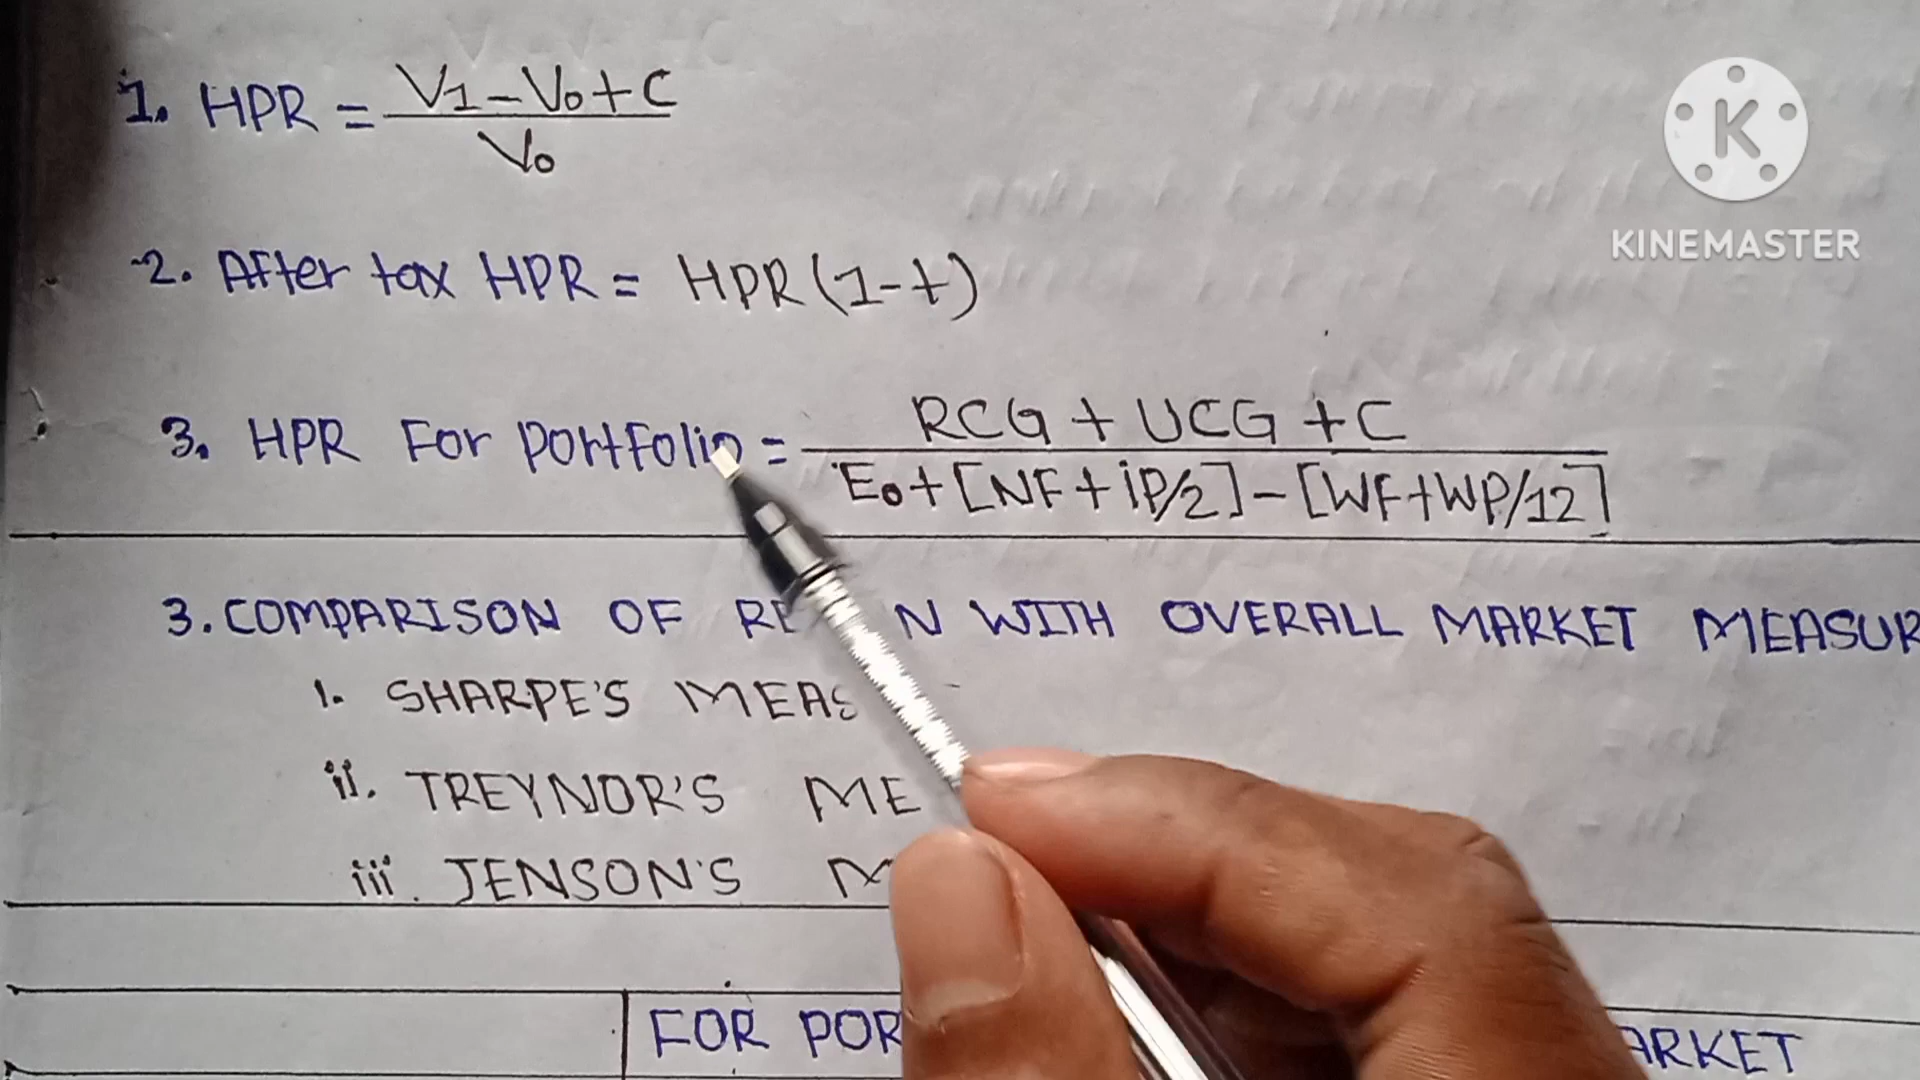 1. HPR = V1 - V0 + C / V0
K
KINEMASTER
2. After tax HPR = HPR (1-t)
3. HPR For Portfolio = RCG + UCG + C / E0 + [NF + iP/2] - [WF + WP/12]
3. COMPARISON OF WITH OVERALL MARKET MEASUR
i. SHARPE'S MEAS
ii. TREYNOR'S ME
iii. JENSON'S M
FOR POR ARKET